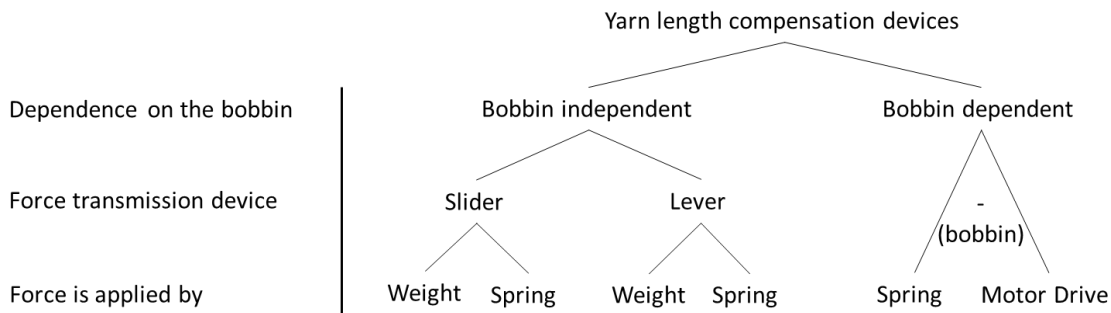 Yarn length compensation devices
Dependence on the bobbin
Bobbin independent
Bobbin dependent
Force transmission device
Slider
Lever
-
(bobbin)
Force is applied by
Weight
Spring
Weight
Spring
Spring
Motor Drive